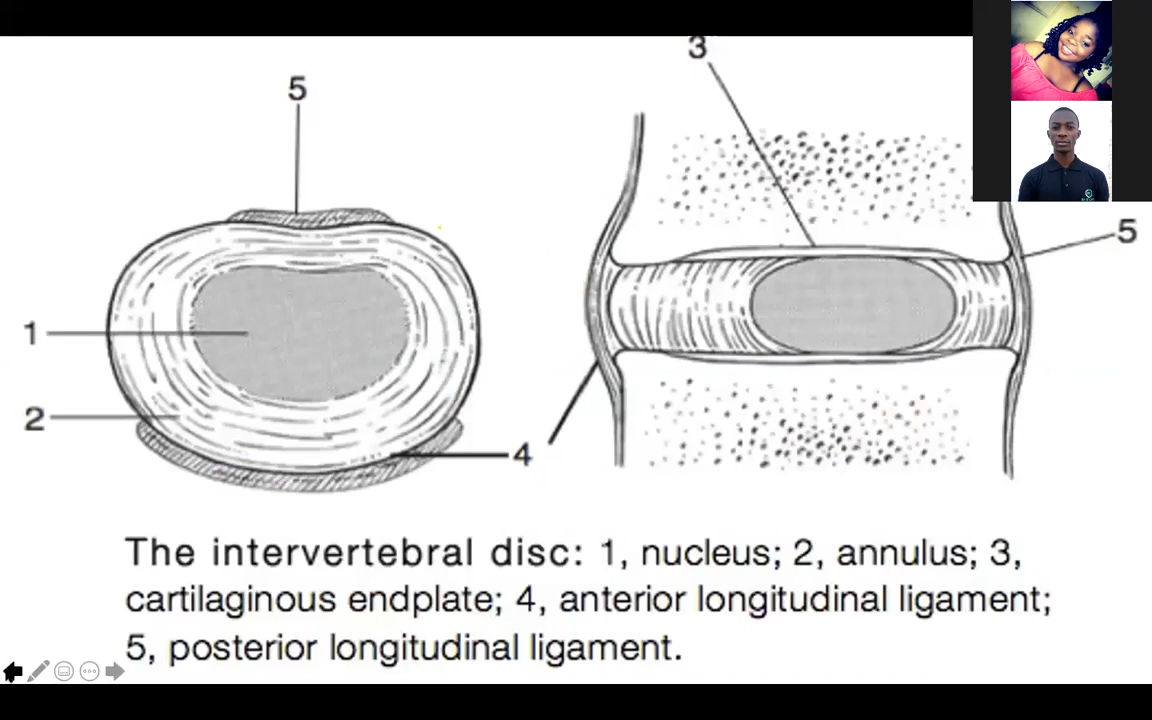 3
5
5
1
2
4
The intervertebral disc: 1, nucleus; 2, annulus; 3,
cartilaginous endplate; 4, anterior longitudinal ligament;
5, posterior longitudinal ligament.